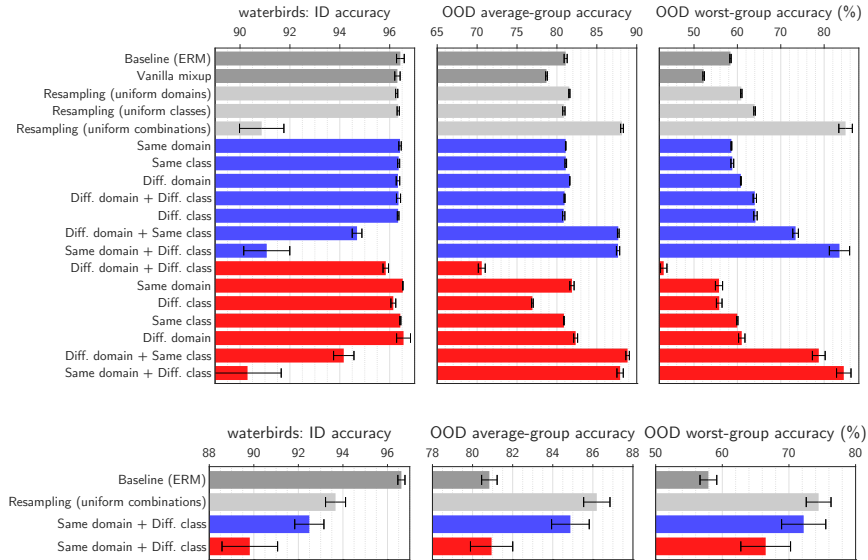 waterbirds: ID accuracy OOD average-group accuracy OOD worst-group accuracy (%)
90 92 94 96 65 70 75 80 85 90 50 60 70 80
Baseline (ERM)
Vanilla mixup
Resampling (uniform domains)
Resampling (uniform classes)
Resampling (uniform combinations)
Same domain
Same class
Diff. domain
Diff. domain + Diff. class
Diff. class
Diff. domain + Same class
Same domain + Diff. class
Diff. domain + Diff. class
Same domain
Diff. class
Same class
Diff. domain
Diff. domain + Same class
Same domain + Diff. class
waterbirds: ID accuracy OOD average-group accuracy OOD worst-group accuracy (%)
88 90 92 94 96 78 80 82 84 86 88 50 60 70 80
Baseline (ERM)
Resampling (uniform combinations)
Same domain + Diff. class
Same domain + Diff. class